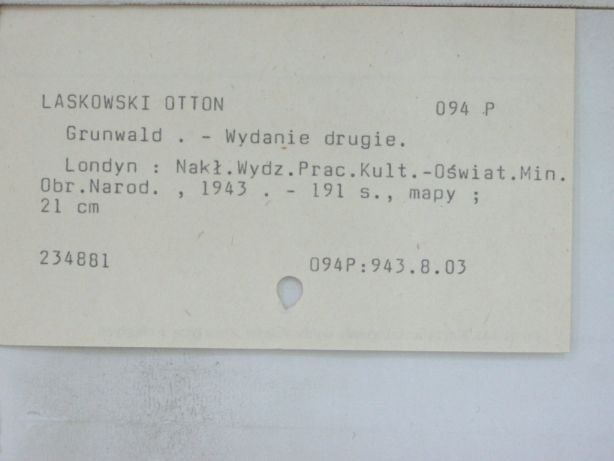 LASKOWSKI OTTON 094 P
Grunwald . - Wydanie drugie.
Londyn : Nakł.Wydz.Prac.Kult.-Oświat.Min.
Obr.Narod. , 1943 . - 191 s., mapy ;
21 cm
234881 094P:943.8.03